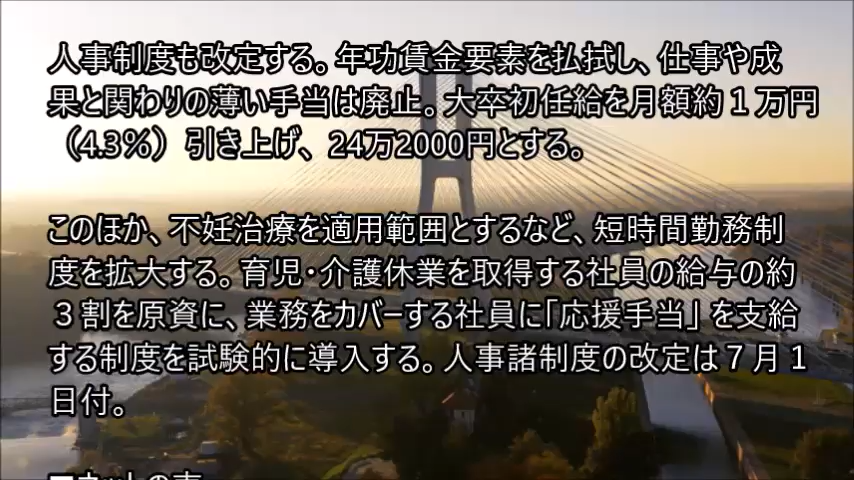 人事制度も改定する。年功賃金要素を払拭し、仕事や成
果と関わりの薄い手当は廃止。大卒初任給を月額約１万円
（4.3％）引き上げ、24万2000円とする。
このほか、不妊治療を適用範囲とするなど、短時間勤務制
度を拡大する。育児・介護休業を取得する社員の給与の約
３割を原資に、業務をカバーする社員に「応援手当」を支給
する制度を試験的に導入する。人事諸制度の改定は７月１
日付。
■ネットの声